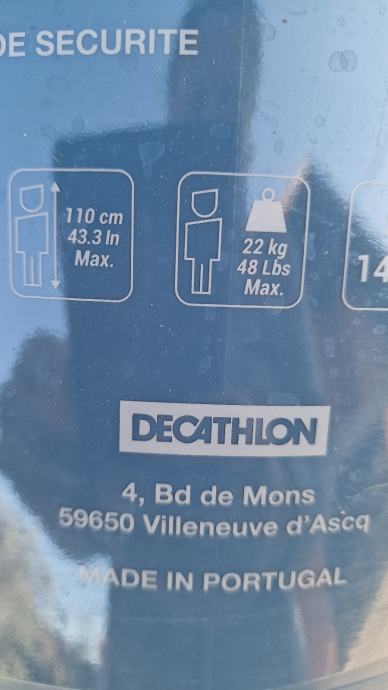 DE SECURITE
110 cm
43.3 In
Max.
22 kg
48 Lbs
Max.
14
DECATHLON
4, Bd de Mons
59650 Villeneuve d'Ascq
MADE IN PORTUGAL